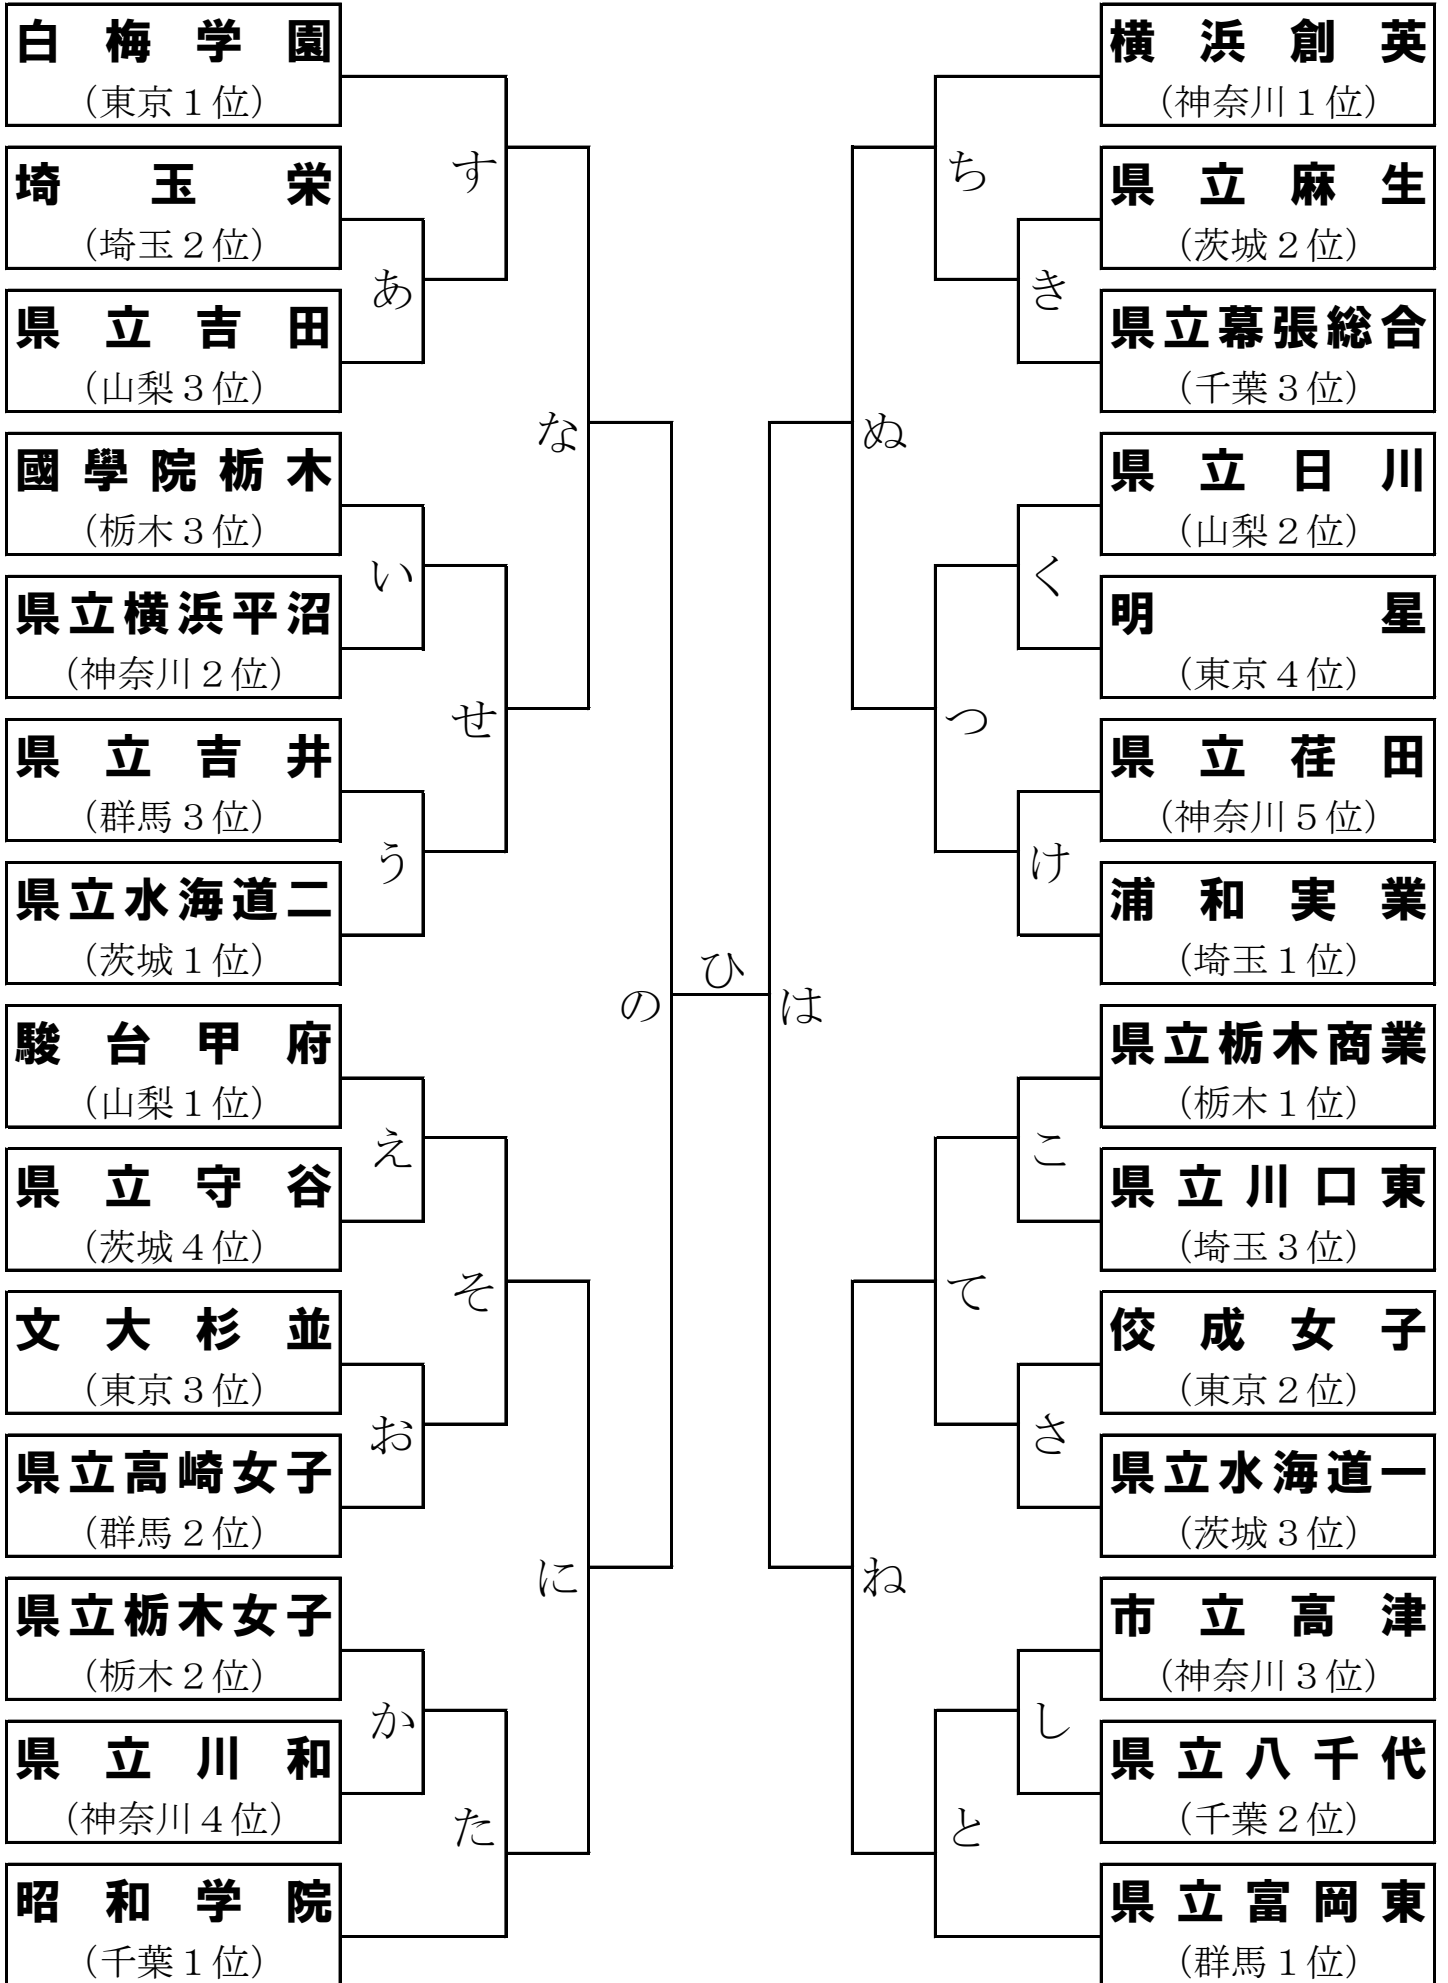 白梅学園
（東京１位）
埼玉栄
（埼玉２位）
県立吉田
（山梨３位）
國學院栃木
（栃木３位）
県立横浜平沼
（神奈川２位）
県立吉井
（群馬３位）
県立水海道二
（茨城１位）
駿台甲府
（山梨１位）
県立守谷
（茨城４位）
文大杉並
（東京３位）
県立高崎女子
（群馬２位）
県立栃木女子
（栃木２位）
県立川和
（神奈川４位）
昭和学院
（千葉１位）
あ
い
う
え
お
か
す
せ
そ
た
な
に
の
ひ
は
ぬ
ね
ち
つ
て
と
き
く
け
こ
さ
し
横浜創英
（神奈川１位）
県立麻生
（茨城２位）
県立幕張総合
（千葉３位）
県立日川
（山梨２位）
明星
（東京４位）
県立荏田
（神奈川５位）
浦和実業
（埼玉１位）
県立栃木商業
（栃木１位）
県立川口東
（埼玉３位）
佼成女子
（東京２位）
県立水海道一
（茨城３位）
市立高津
（神奈川３位）
県立八千代
（千葉２位）
県立富岡東
（群馬１位）